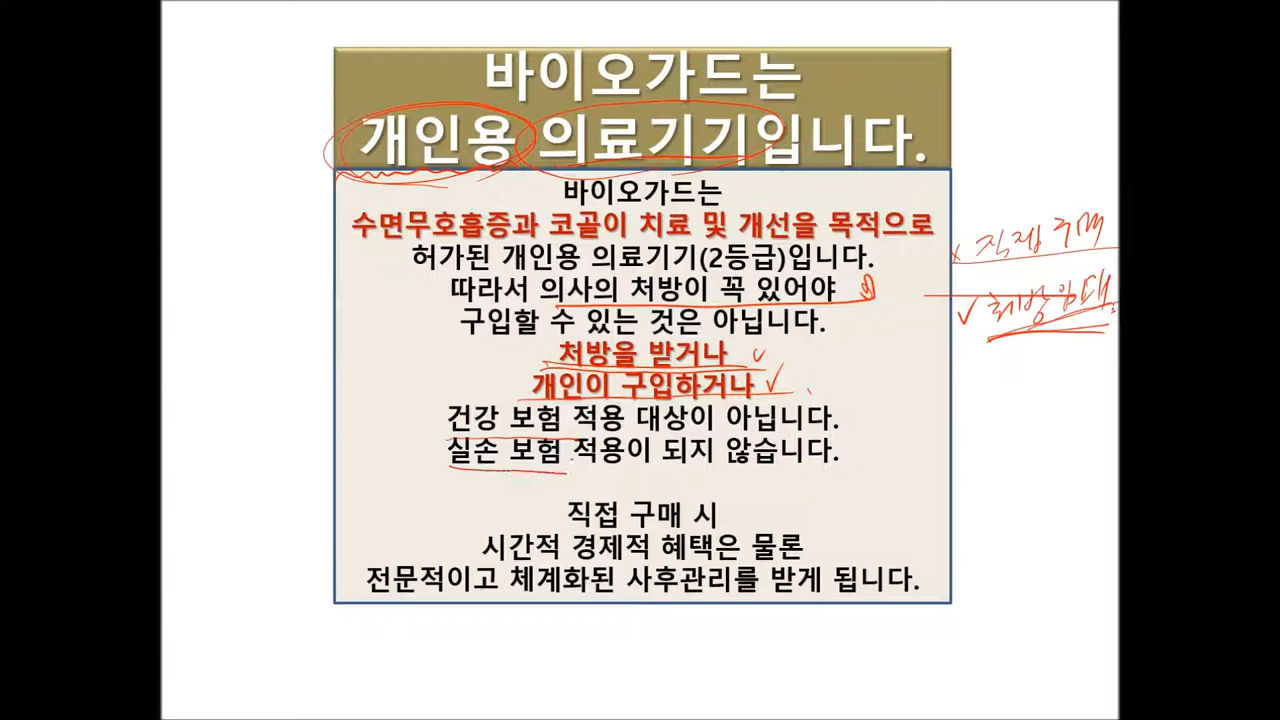 바이오가드는
개인용 의료기기입니다.
바이오가드는
수면무호흡증과 코골이 치료 및 개선을 목적으로
허가된 개인용 의료기기(2등급)입니다.
따라서 의사의 처방이 꼭 있어야
구입할 수 있는 것은 아닙니다.
처방을 받거나
개인이 구입하거나
건강 보험 적용 대상이 아닙니다.
실손 보험 적용이 되지 않습니다.
직접 구매 시
시간적 경제적 혜택은 물론
전문적이고 체계화된 사후관리를 받게 됩니다.
직접
처방